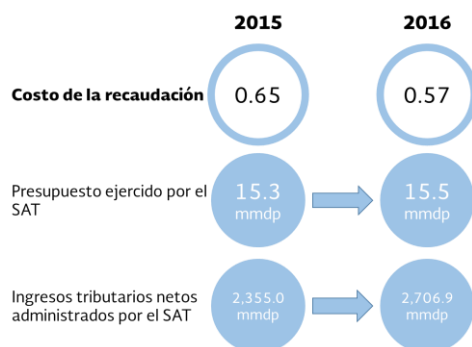 2015 2016
Costo de la recaudación 0.65 0.57
Presupuesto ejercido por el
SAT
15.3 15.5
mmdp mmdp
Ingresos tributarios netos
administrados por el SAT
2,355.0 2,706.9
mmdp mmdp